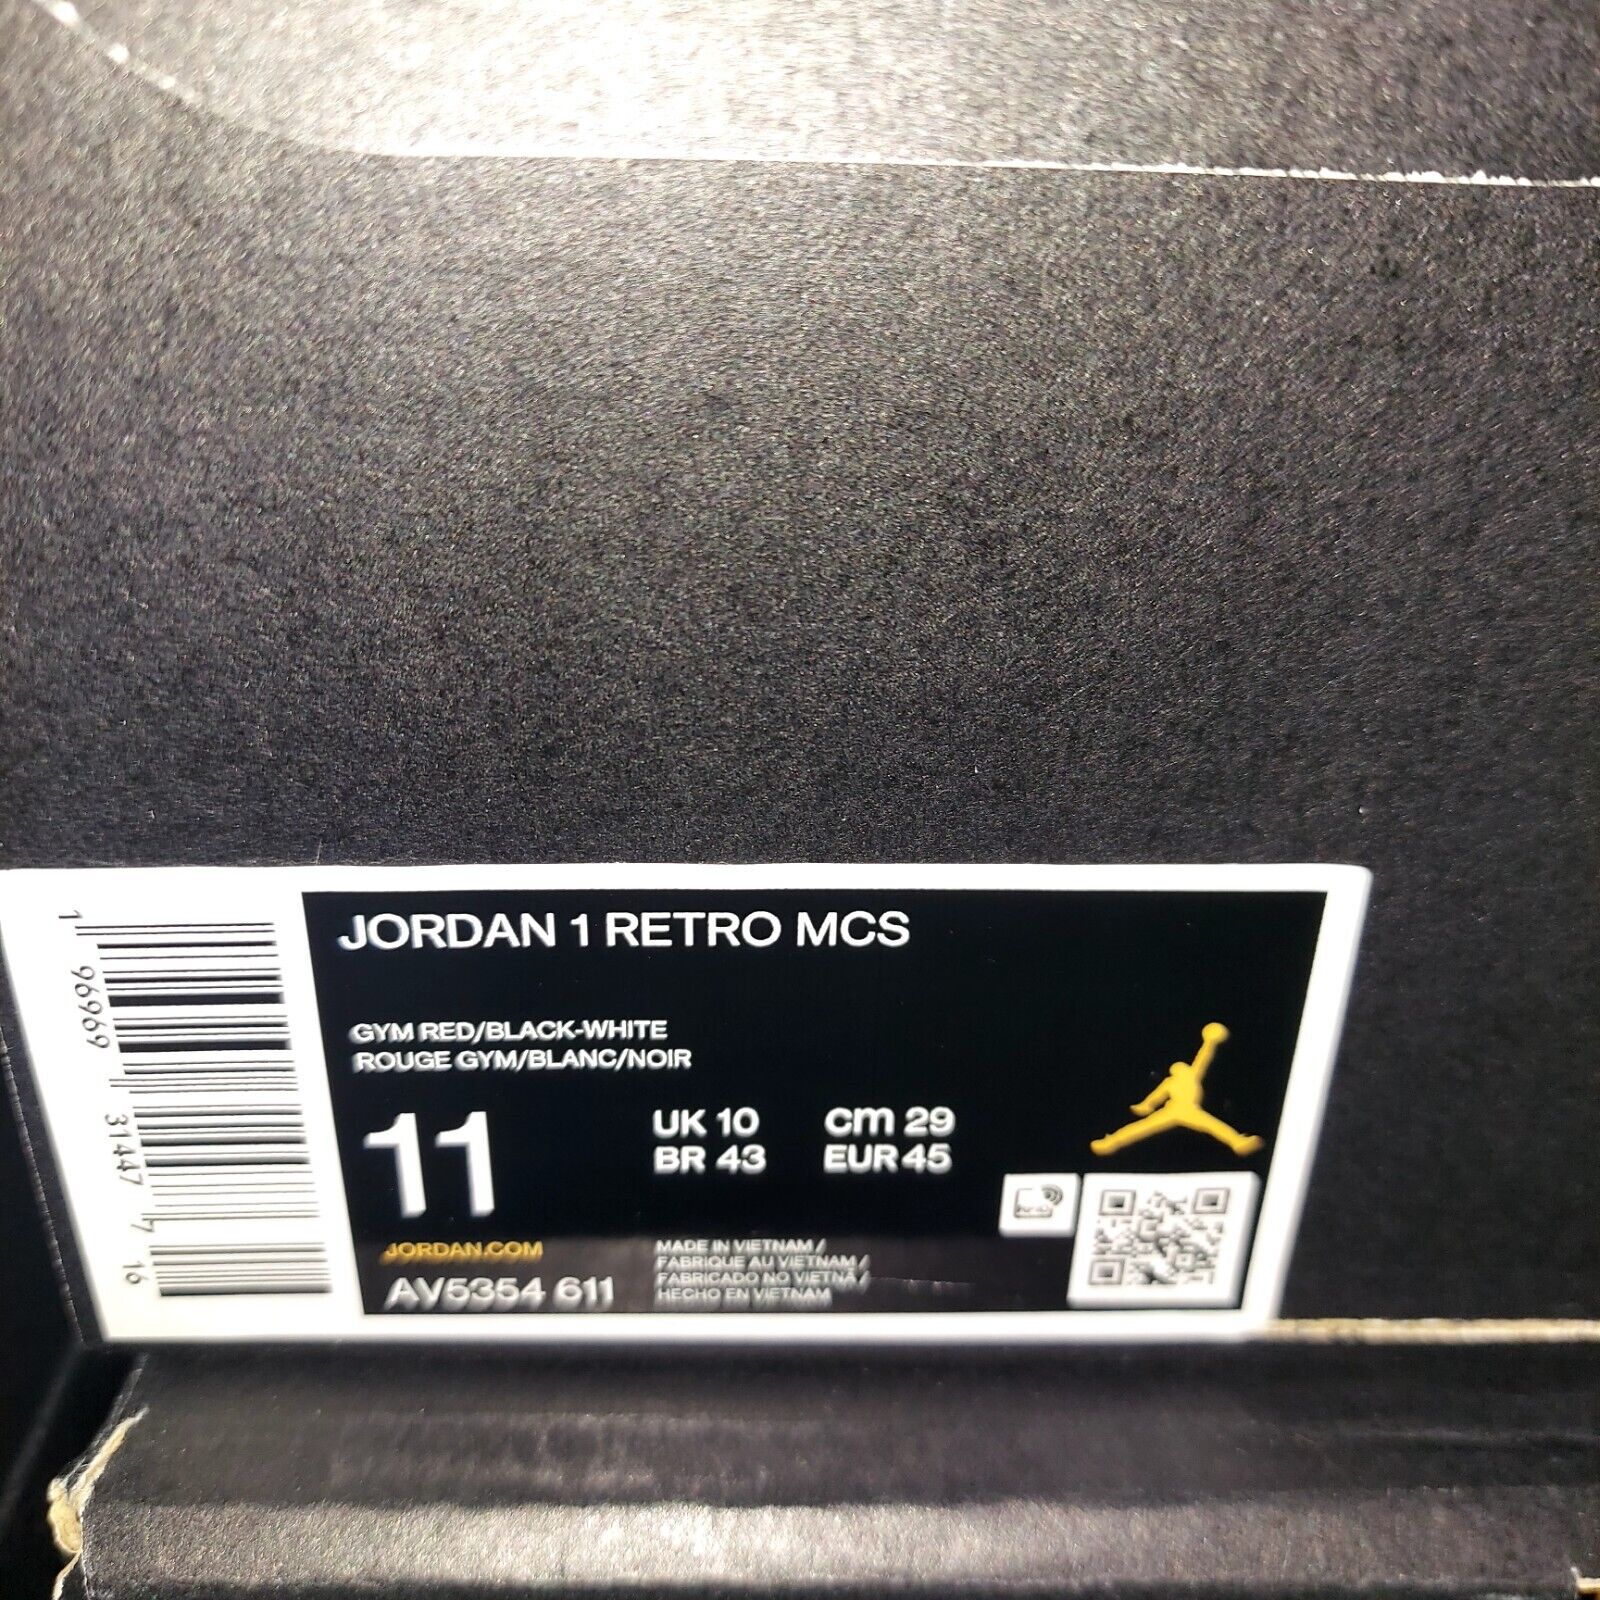 JORDAN 1 RETRO MCS
GYM RED/BLACK-WHITE
ROUGE GYM/BLANC/NOIR
11
UK 10
BR 43
cm 29
EUR 45
JORDAN.COM
AV5354 611
MADE IN VIETNAM /
FABRIQUE AU VIETNAM /
FABRICADO NO VIETNÃ /
HECHO EN VIETNAM
1 96969 31447 7 16